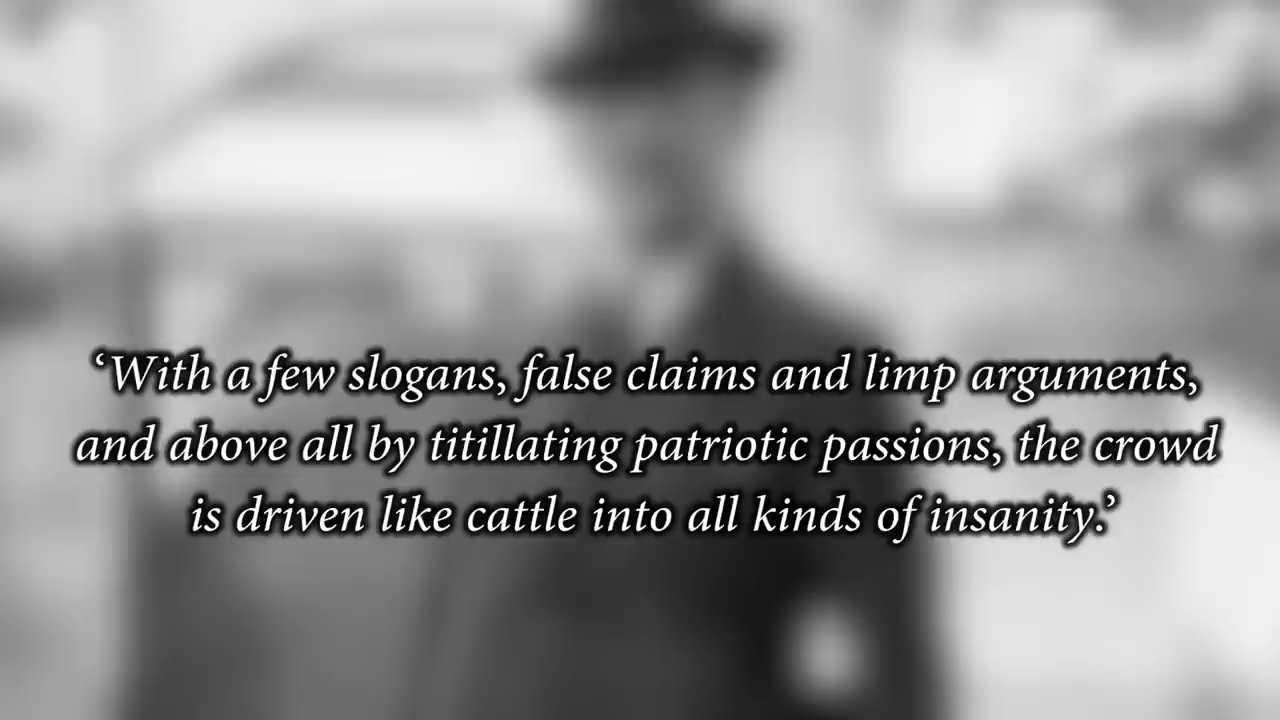 ‘With a few slogans, false claims and limp arguments,
and above all by titillating patriotic passions, the crowd
is driven like cattle into all kinds of insanity.’